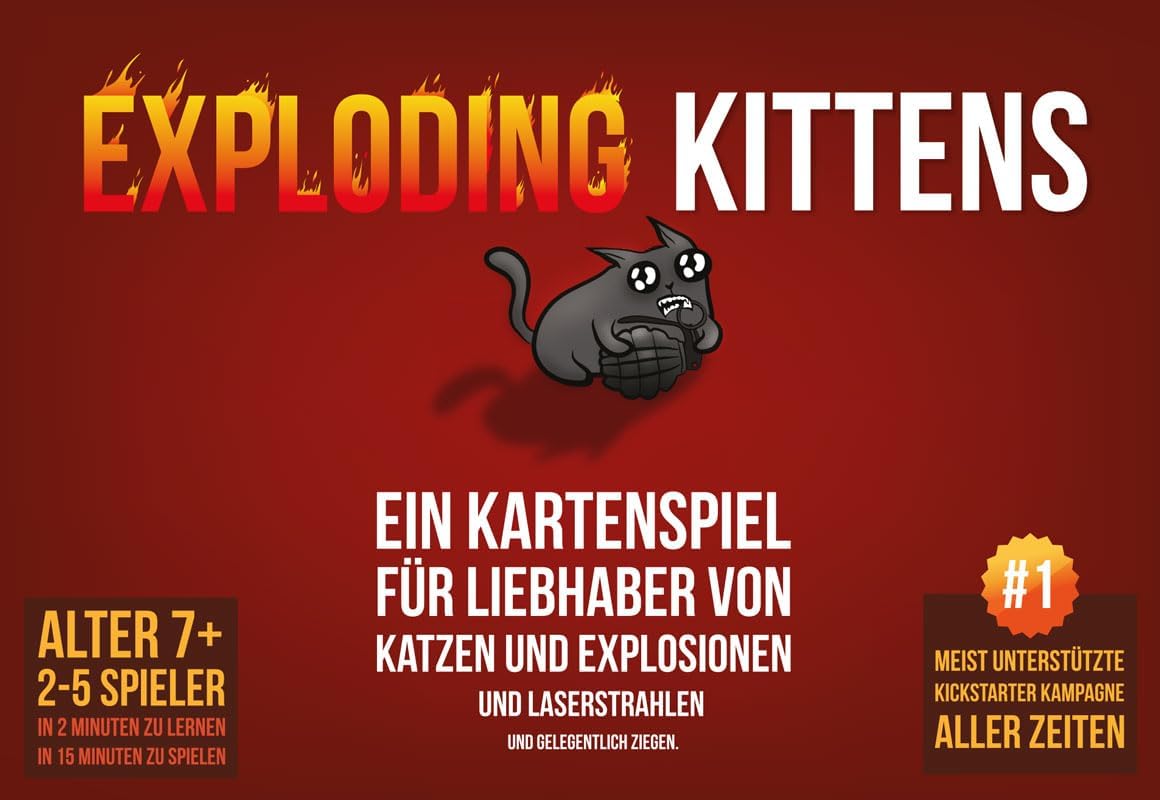 EXPLODING KITTENS
EIN KARTENSPIEL
FÜR LIEBHABER VON
KATZEN UND EXPLOSIONEN
UND LASERSTRAHLEN
UND GELEGENTLICH ZIEGEN.
ALTER 7+
2-5 SPIELER
IN 2 MINUTEN ZU LERNEN
IN 15 MINUTEN ZU SPIELEN
#1
MEIST UNTERSTÜTZTE
KICKSTARTER KAMPAGNE
ALLER ZEITEN